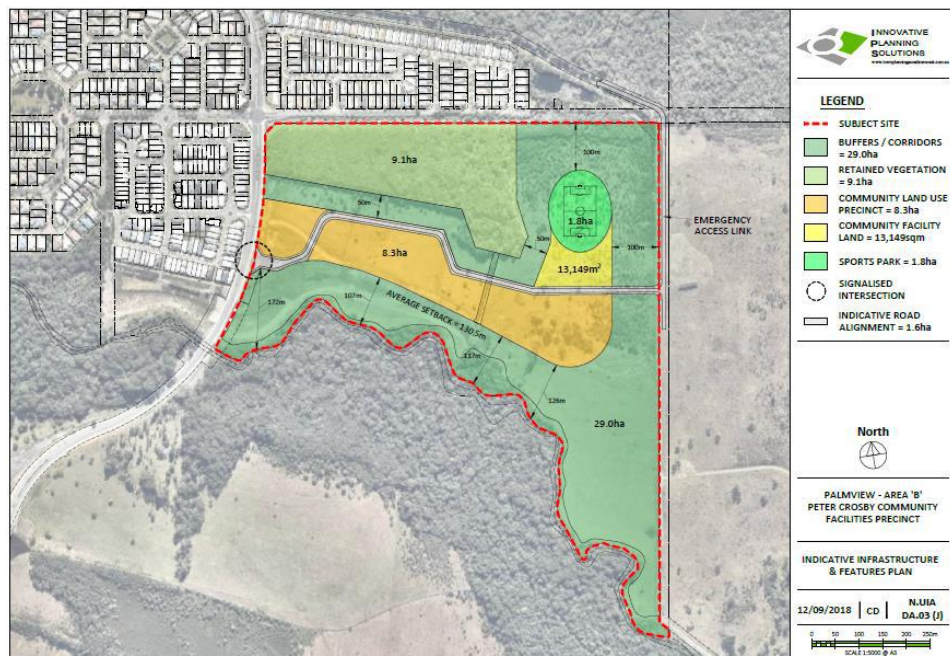 9.1ha
100m
50m
1.8ha
50m
100m
EMERGENCY
ACCESS LINK
8.3ha
13,149m²
172m
107m
AVERAGE SETBACK = 130.5m
117m
126m
29.0ha
INNOVATIVE
PLANNING
SOLUTIONS
LEGEND
SUBJECT SITE
BUFFERS / CORRIDORS
= 29.0ha
RETAINED VEGETATION
= 9.1ha
COMMUNITY LAND USE
PRECINCT = 8.3ha
COMMUNITY FACILITY
LAND = 13,149sqm
SPORTS PARK = 1.8ha
SIGNALISED
INTERSECTION
INDICATIVE ROAD
ALIGNMENT = 1.6ha
North
PALMVIEW - AREA 'B'
PETER CROSBY COMMUNITY
FACILITIES PRECINCT
INDICATIVE INFRASTRUCTURE
& FEATURES PLAN
12/09/2018 | CD | N.UIA
DA.03 (J)
0 50 100 150 200 250m
SCALE 1:5000 @ A3